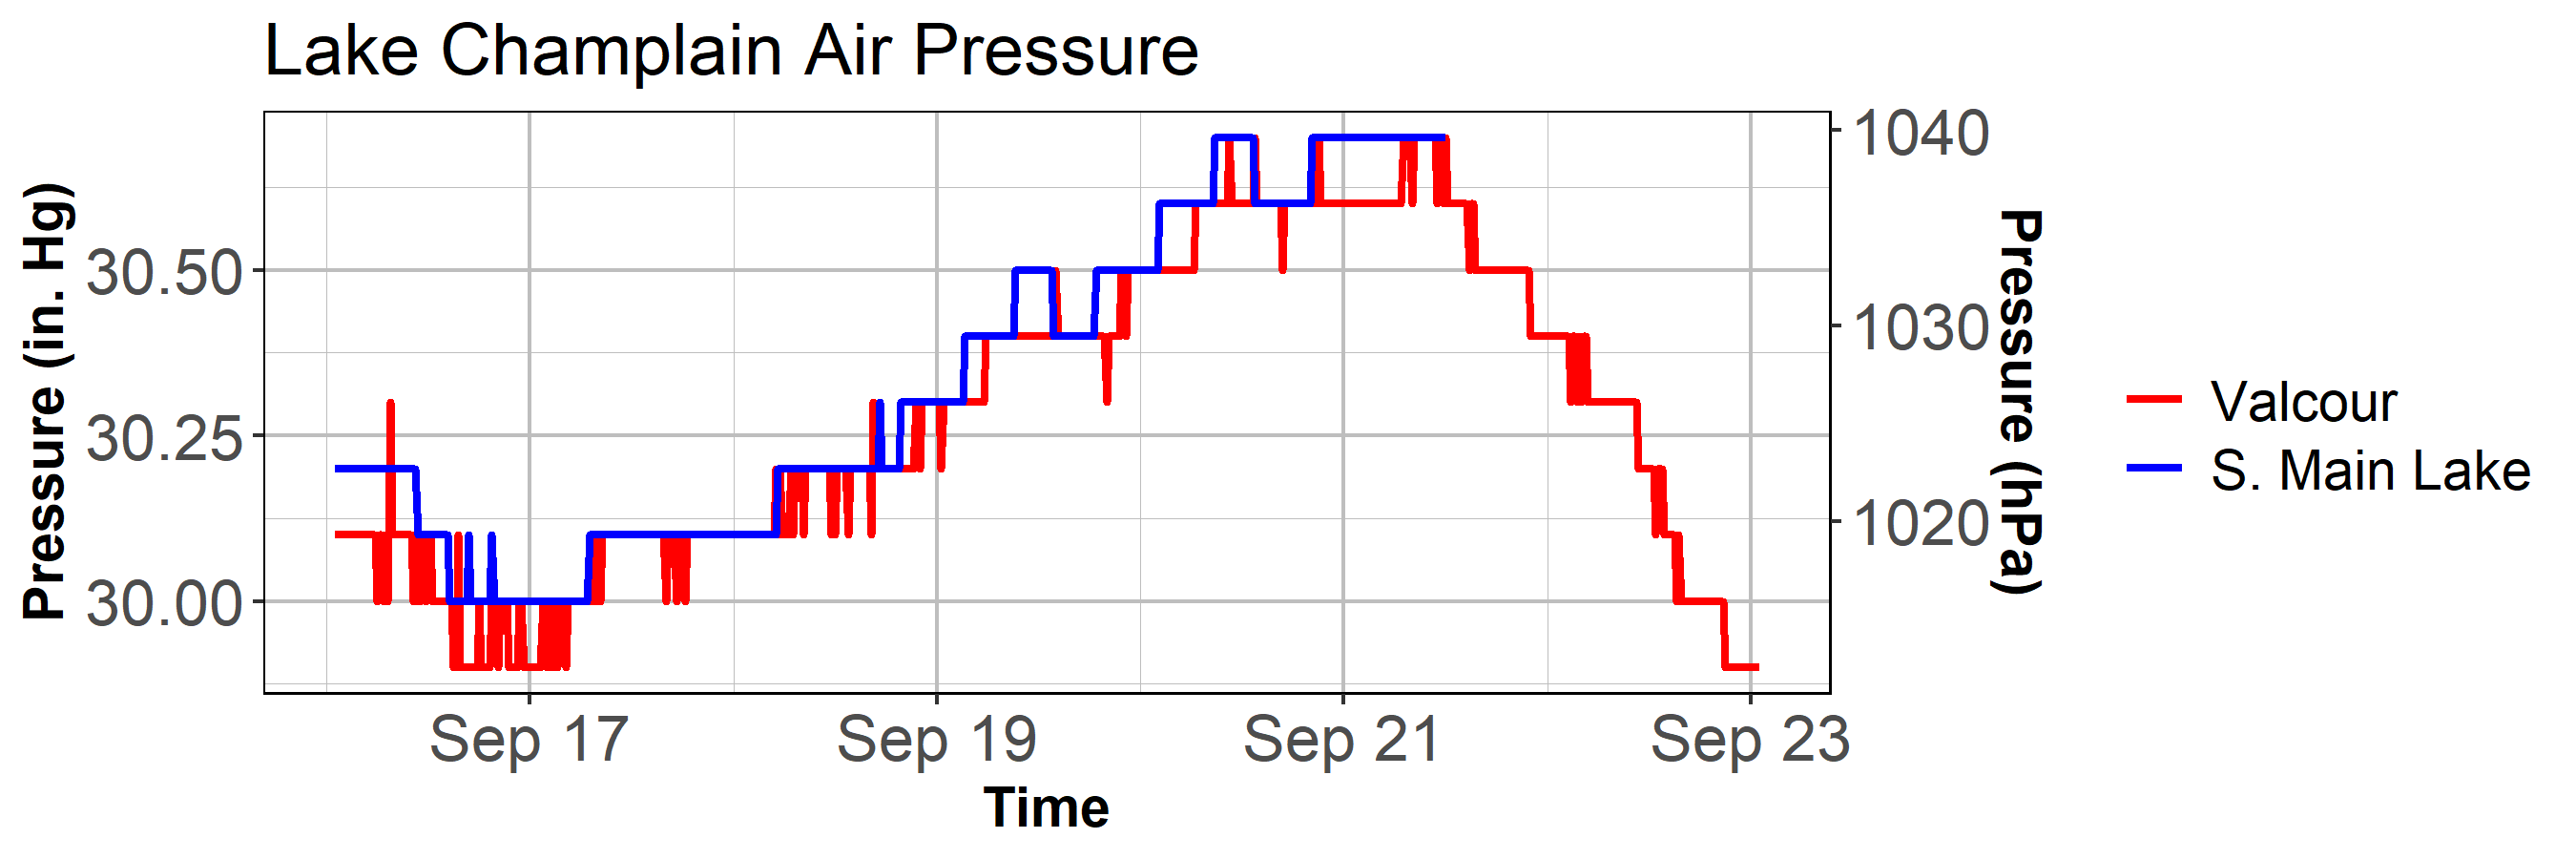 Lake Champlain Air Pressure
Pressure (in. Hg)
30.50
30.25
30.00
1040
1030
1020
Pressure (hPa)
Sep 17
Sep 19
Sep 21
Sep 23
Time
Valcour
S. Main Lake